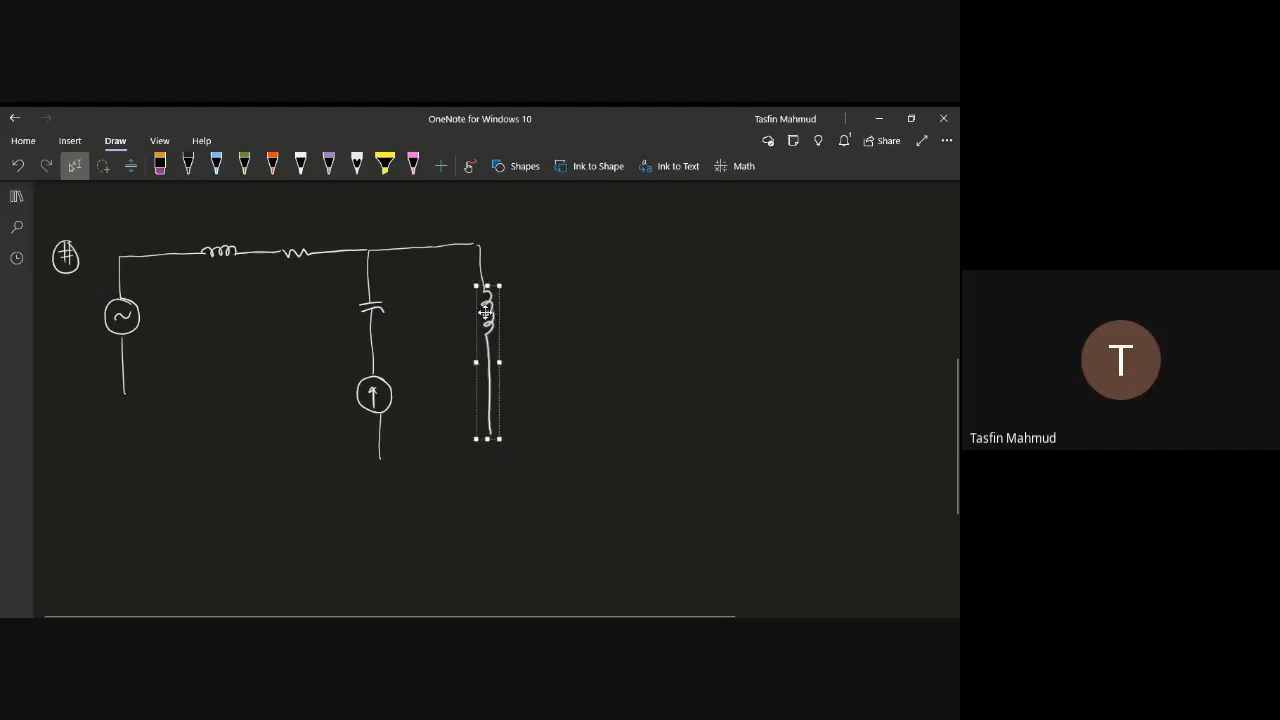 OneNote for Windows 10
Tasfin Mahmud
Home Insert Draw View Help
Share
Shapes Ink to Shape Ink to Text Math
#
T
Tasfin Mahmud